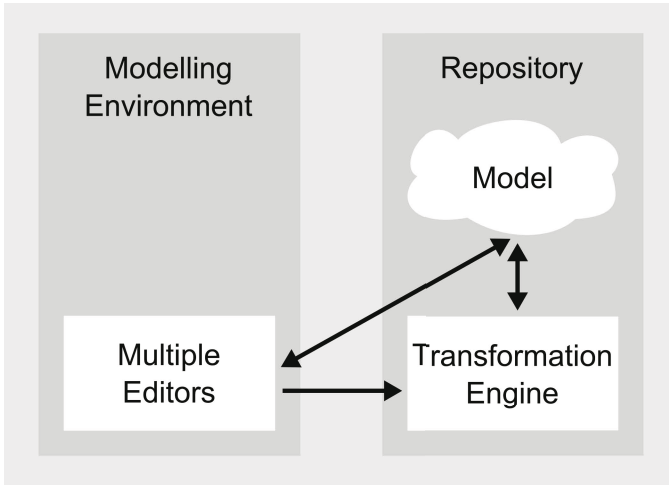 Modelling
Environment
Repository
Model
Multiple
Editors
Transformation
Engine